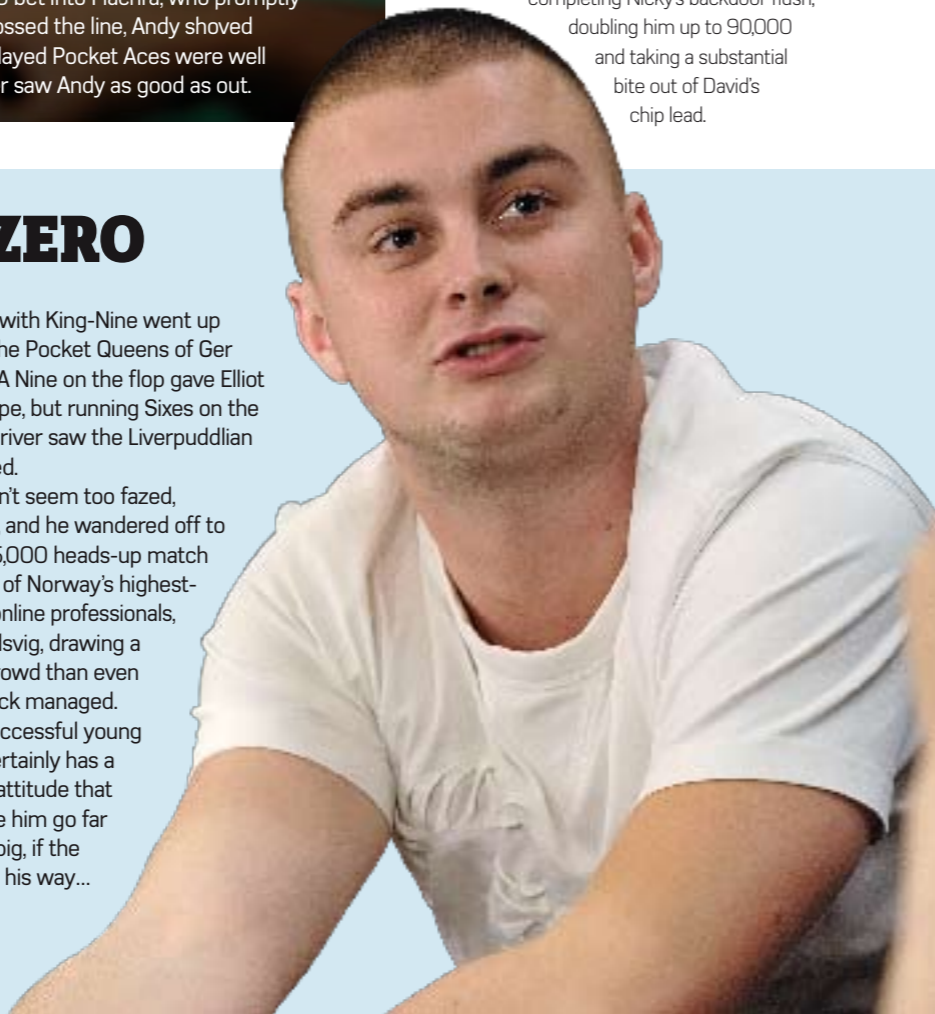 bet into Fiachra, who promptly
ossed the line, Andy shoved
layed Pocket Aces were well
r saw Andy as good as out.
completing Nicky's backdoor flush,
doubling him up to 90,000
and taking a substantial
bite out of David's
chip lead.
ZERO
with King-Nine went up
he Pocket Queens of Ger
A Nine on the flop gave Elliot
pe, but running Sixes on the
river saw the Liverpuddlian
ed.
n't seem too fazed,
, and he wandered off to
5,000 heads-up match
of Norway's highest-
online professionals,
lsvig, drawing a
rowd than even
ck managed.
ccessful young
ertainly has a
attitude that
e him go far
big, if the
his way...